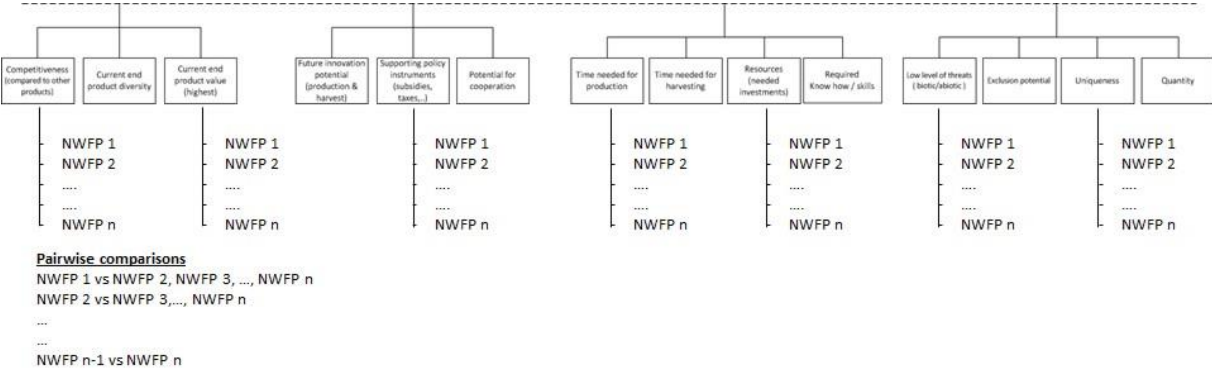 Competitiveness
(compared to other
products)
Current end
product diversity
Current end
product value
(highest)
Future innovation
potential
(production &
harvest)
Supporting policy
instruments
(subsidies,
taxes,..)
Potential for
cooperation
Time needed for
production
Time needed for
harvesting
Resources
(needed
investments)
Required
Know how / skills
Low level of threats
( biotic/abiotic )
Exclusion potential
Uniqueness
Quantity
NWFP 1
NWFP 2
....
....
NWFP n
NWFP 1
NWFP 2
....
....
NWFP n
NWFP 1
NWFP 2
....
....
NWFP n
NWFP 1
NWFP 2
....
....
NWFP n
NWFP 1
NWFP 2
....
....
NWFP n
NWFP 1
NWFP 2
....
....
NWFP n
NWFP 1
NWFP 2
....
....
NWFP n
Pairwise comparisons
NWFP 1 vs NWFP 2, NWFP 3, ..., NWFP n
NWFP 2 vs NWFP 3,..., NWFP n
...
...
NWFP n-1 vs NWFP n